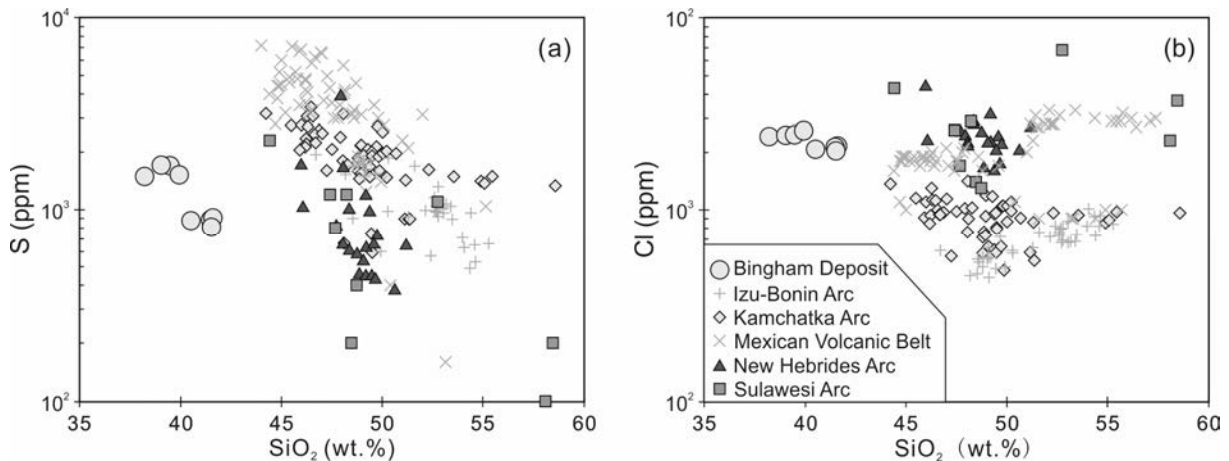 10⁴
(a)
S (ppm)
10³
10²
35 40 45 50 55 60
SiO₂ (wt.%)
10²
(b)
Cl (ppm)
10³
10²
Bingham Deposit
Izu-Bonin Arc
Kamchatka Arc
Mexican Volcanic Belt
New Hebrides Arc
Sulawesi Arc
35 40 45 50 55 60
SiO₂ (wt.%)